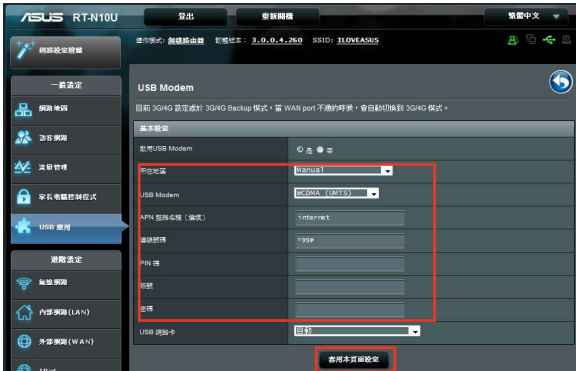 ASUS RT-N10U
登出
重新開機
繁體中文
網路設定精靈
操作模式: 無線路由器 韌體版本: 3.0.0.4.260 SSID: ILOVEASUS
一般設定
網路地圖
訪客網路
流量管理
家長電腦控制程式
USB 應用
進階設定
無線網路
內部網路(LAN)
外部網路(WAN)
USB Modem
目前 3G/4G 設定處於 3G/4G Backup 模式，當 WAN port 不通的時候，會自動切換到 3G/4G 模式。
基本設定
啟用USB Modem 是 否
所在地區 Manual
USB Modem WCDMA (UMTS)
APN 服務名稱（選填） internet
撥線號碼 *99#
PIN 碼
帳號
密碼
USB 網路卡 自動
套用本頁面設定